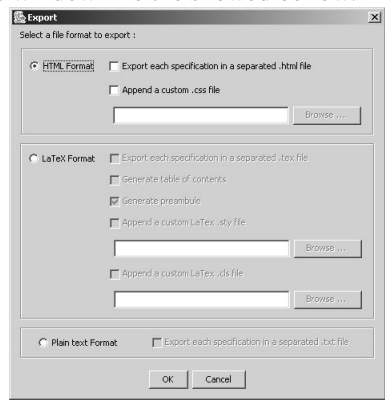 Export
Select a file format to export :
HTML Format
Export each specification in a separated .html file
Append a custom .css file
Browse ...
LaTeX Format
Export each specification in a separated .tex file
Generate table of contents
Generate preambule
Append a custom LaTex .sty file
Browse ...
Append a custom LaTex .cls file
Browse ...
Plain text Format
Export each specification in a separated .txt file
OK
Cancel